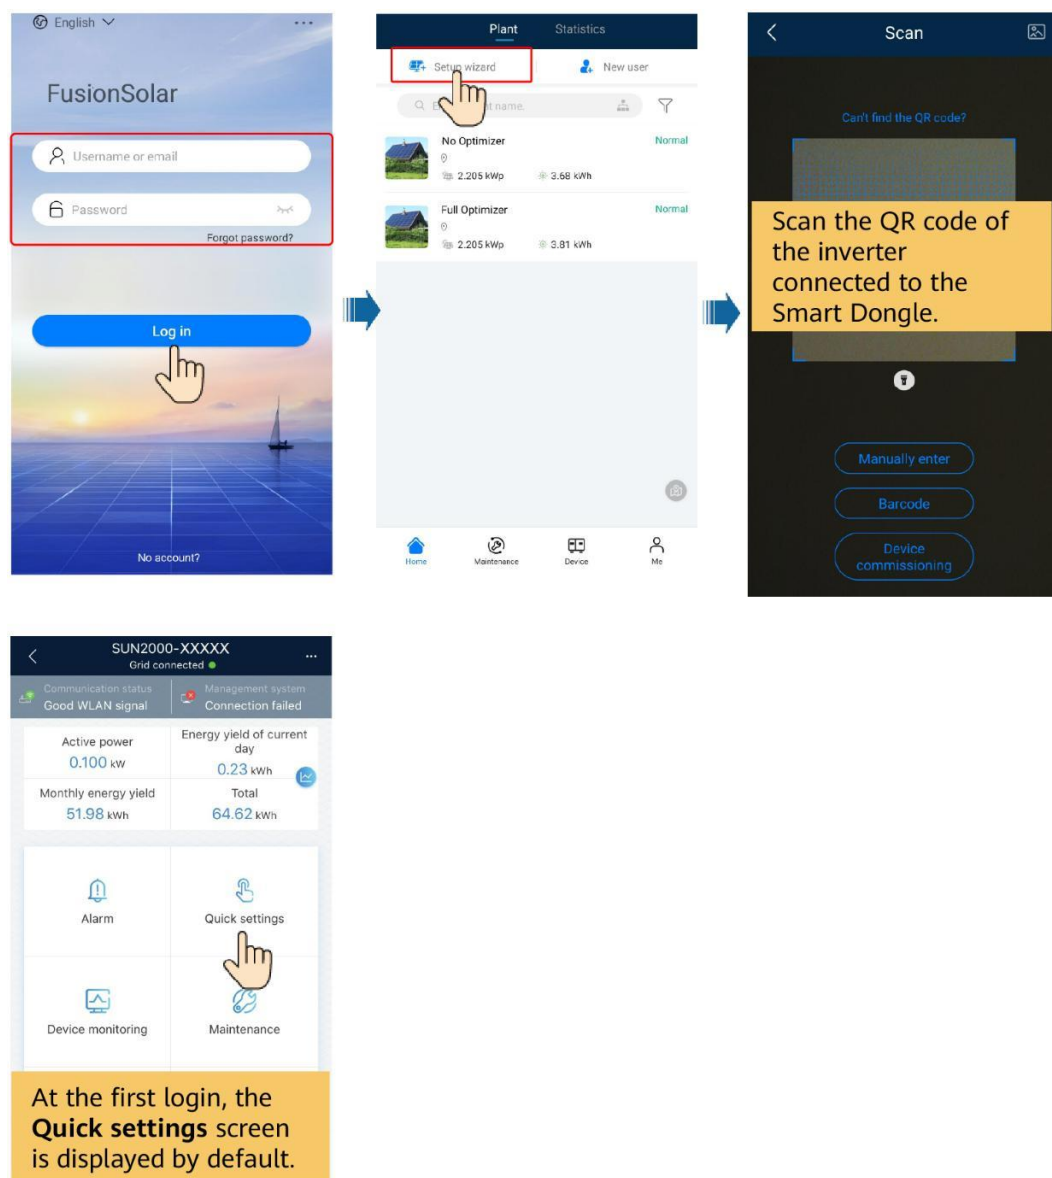 English
...
FusionSolar
Username or email
Password
Forgot password?
Log in
No account?
Plant Statistics
Setup wizard New user
name.
No Optimizer Normal
2.205 kWp 3.68 kWh
Full Optimizer Normal
2.205 kWp 3.81 kWh
Home Maintenance Device Me
Scan
Can't find the QR code?
Scan the QR code of
the inverter
connected to the
Smart Dongle.
Manually enter
Barcode
Device
commissioning
SUN2000-XXXXX
Grid connected
...
Communication status Management system
Good WLAN signal Connection failed
Active power Energy yield of current
day
0.100 kW 0.23 kWh
Monthly energy yield Total
51.98 kWh 64.62 kWh
Alarm Quick settings
Device monitoring Maintenance
At the first login, the
Quick settings screen
is displayed by default.